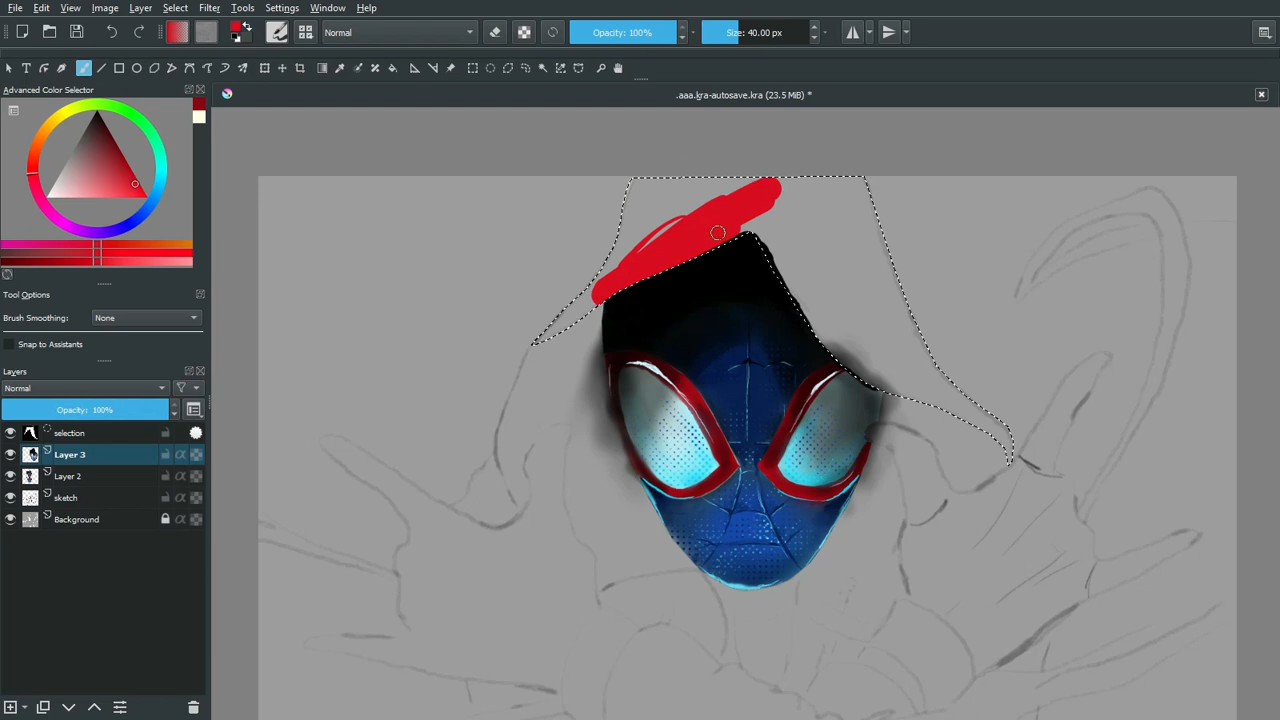 File Edit View Image Layer Select Filter Tools Settings Window Help
Normal Opacity: 100% Size: 40.00 px
Advanced Color Selector
.aaa.kra-autosave.kra (23.5 MiB) *
Tool Options
Brush Smoothing: None
Snap to Assistants
Layers
Normal
Opacity: 100%
selection
Layer 3
Layer 2
sketch
Background